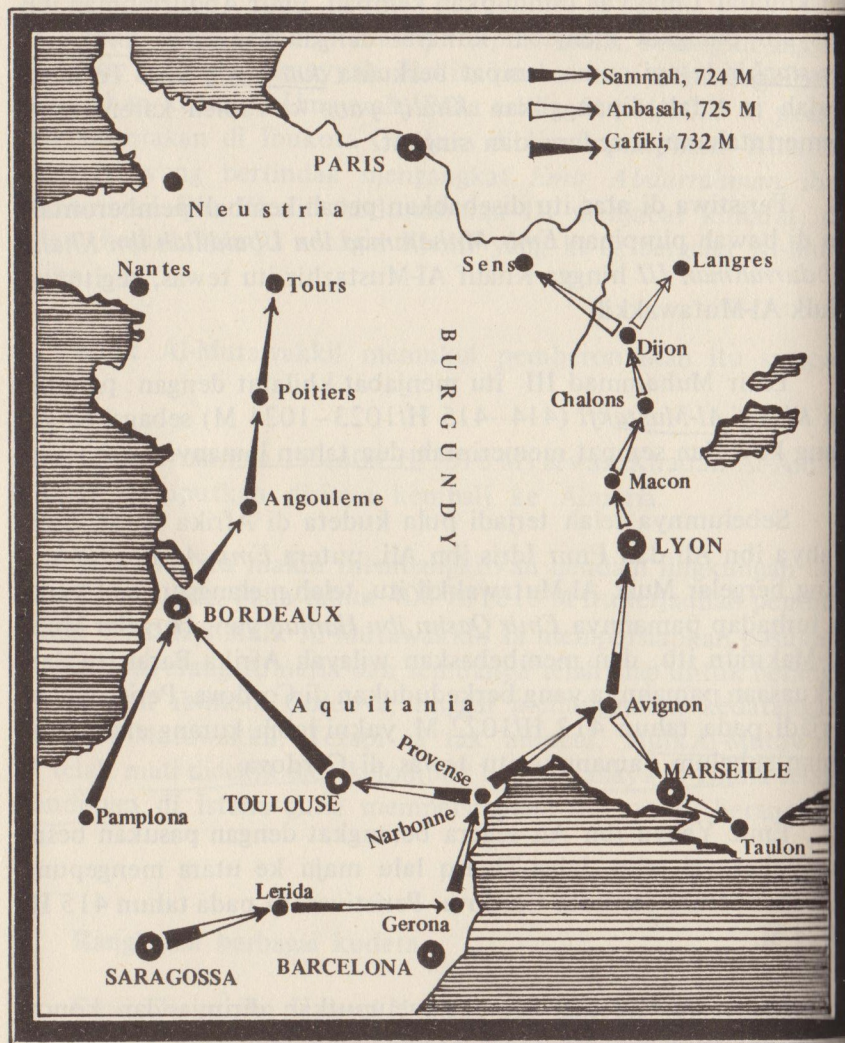 Sammah, 724 M
Anbasah, 725 M
Gafiki, 732 M
PARIS
Neustria
Nantes
Tours
Sens
Langres
Dijon
BURGUNDY
Poitiers
Chalons
Angouleme
Macon
LYON
BORDEAUX
Aquitania
Avignon
Provense
MARSEILLE
TOULOUSE
Narbonne
Pamplona
Taulon
Lerida
Gerona
SARAGOSSA
BARCELONA